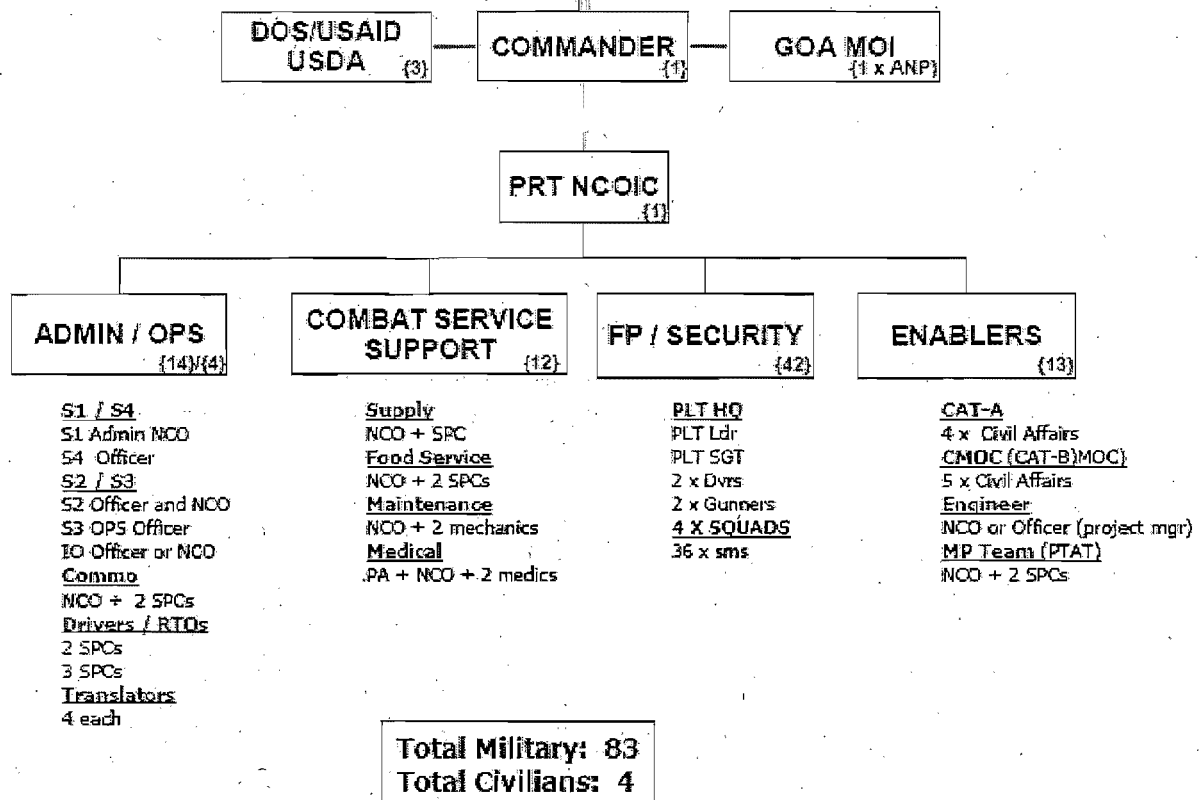 DOS/USAID
USDA
{3}
COMMANDER
{1}
GOA MOI
{1 x ANP}
PRT NCOIC
{1}
ADMIN / OPS
{14}/{4}
COMBAT SERVICE
SUPPORT
{12}
FP / SECURITY
{42}
ENABLERS
{13}
S1 / S4
S1 Admin NCO
S4 Officer
S2 / S3
S2 Officer and NCO
S3 OPS Officer
IO Officer or NCO
Commo
NCO + 2 SPCs
Drivers / RTOs
2 SPCs
3 SPCs
Translators
4 each
Supply
NCO + SPC
Food Service
NCO + 2 SPCs
Maintenance
NCO + 2 mechanics
Medical
PA + NCO + 2 medics
PLT HQ
PLT Ldr
PLT SGT
2 x Dvrs
2 x Gunners
4 X SQUADS
36 x sms
CAT-A
4 x Civil Affairs
CMOC (CAT-B)MOC)
5 x Civil Affairs
Engineer
NCO or Officer (project mgr)
MP Team (PTAT)
NCO + 2 SPCs
Total Military: 83
Total Civilians: 4